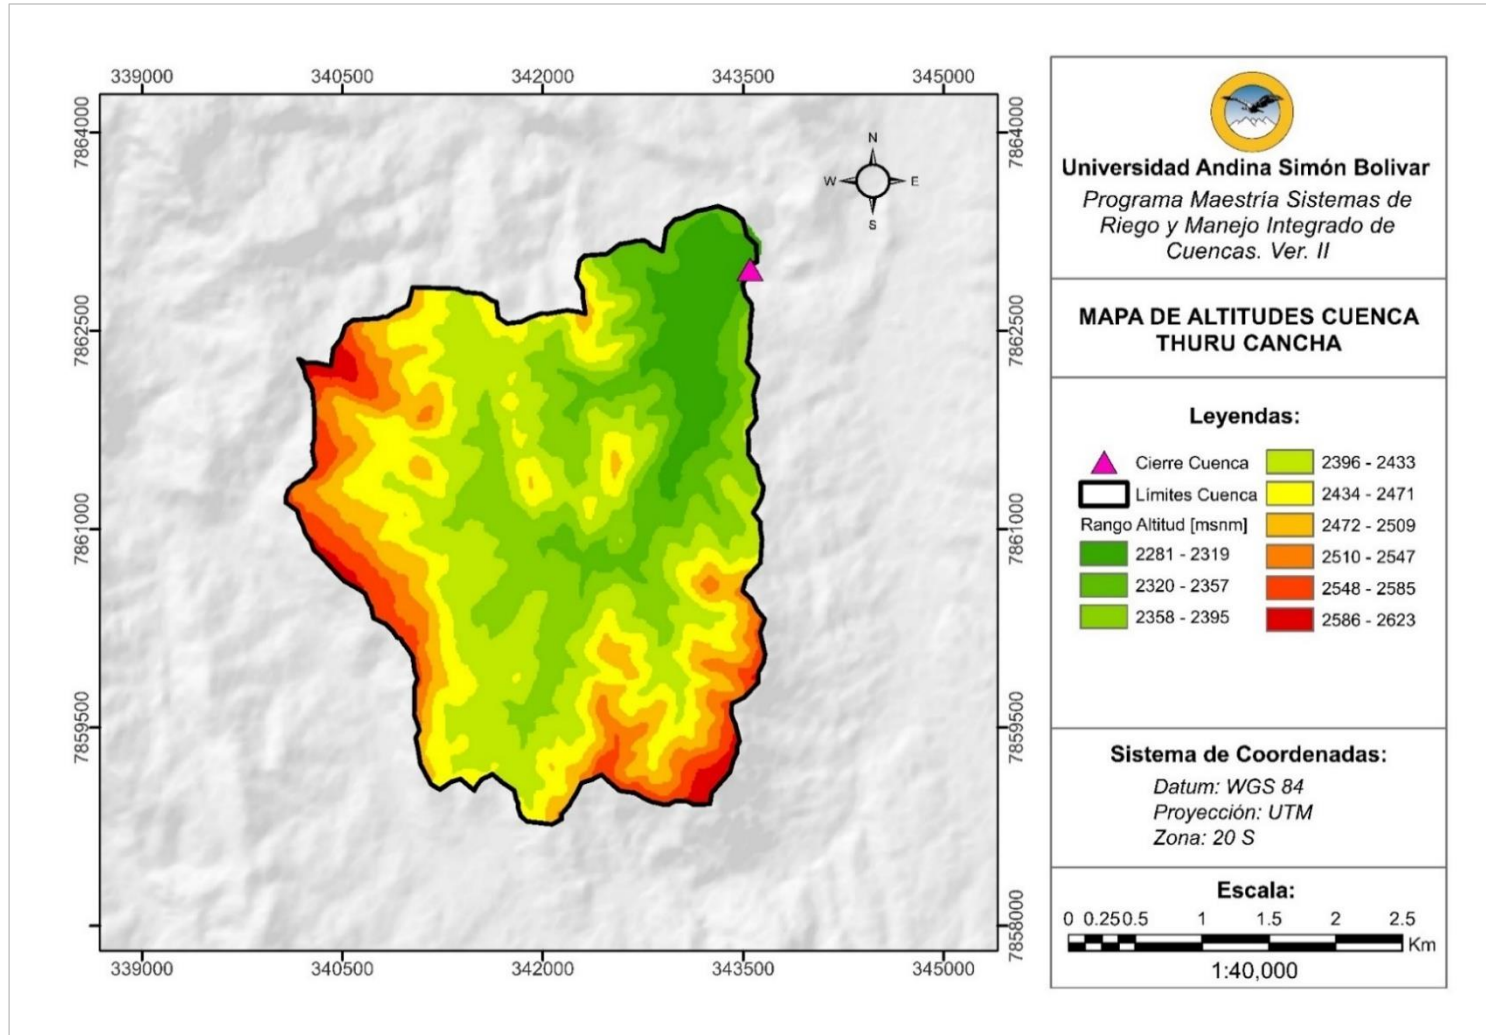 339000 340500 342000 343500 345000
7864000 7864000
7862500 7862500
7861000 7861000
7859500 7859500
7858000
339000 340500 342000 343500 345000
N
W E
S
Universidad Andina Simón Bolivar
Programa Maestría Sistemas de
Riego y Manejo Integrado de
Cuencas. Ver. II
MAPA DE ALTITUDES CUENCA
THURU CANCHA
Leyendas:
Cierre Cuenca
Límites Cuenca
Rango Altitud [msnm]
2281 - 2319
2320 - 2357
2358 - 2395
2396 - 2433
2434 - 2471
2472 - 2509
2510 - 2547
2548 - 2585
2586 - 2623
Sistema de Coordenadas:
Datum: WGS 84
Proyección: UTM
Zona: 20 S
Escala:
0 0.25 0.5 1 1.5 2 2.5
Km
1:40,000